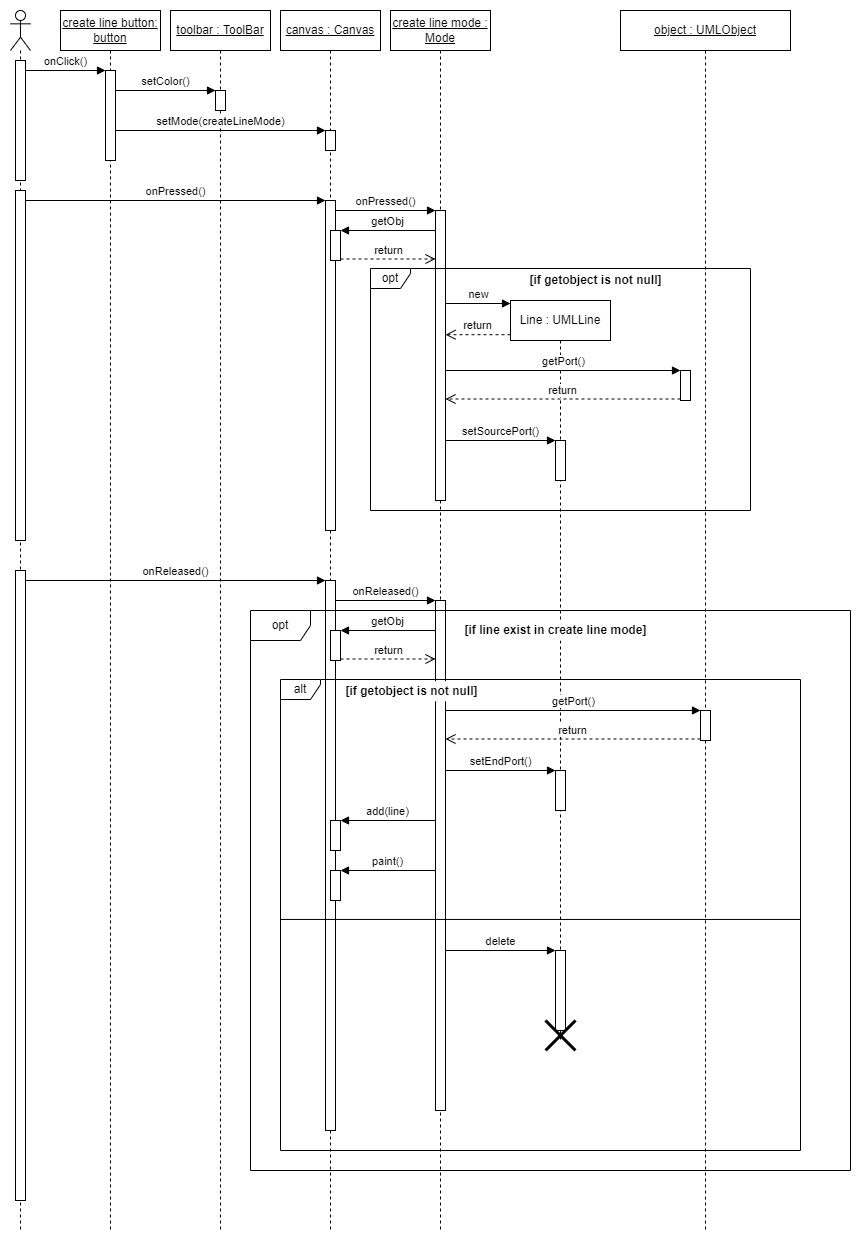 create line button:
button
toolbar : ToolBar
canvas : Canvas
create line mode :
Mode
object : UMLObject
onClick()
setColor()
setMode(createLineMode)
onPressed()
onPressed()
getObj
return
opt
[if getobject is not null]
new
Line : UMLLine
return
getPort()
return
setSourcePort()
onReleased()
onReleased()
opt
getObj
[if line exist in create line mode]
return
alt
[if getobject is not null]
getPort()
return
setEndPort()
add(line)
paint()
delete